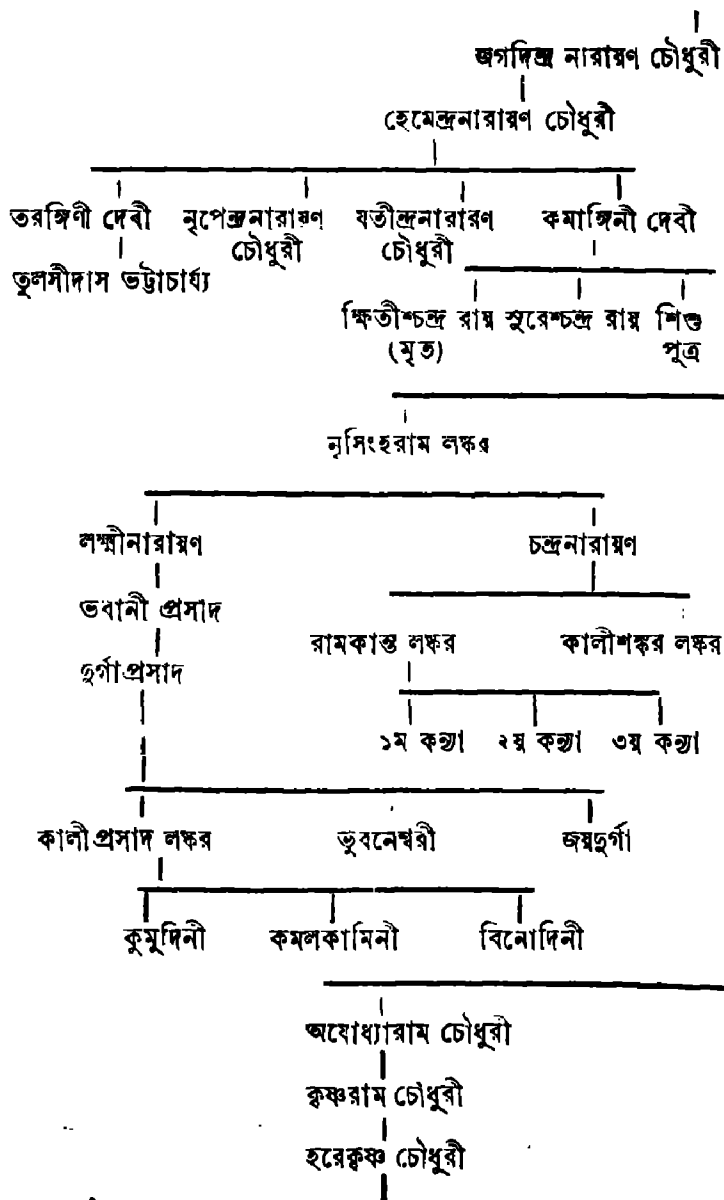 জগদিন্দ্র নারায়ণ চৌধুরী
হেমেন্দ্রনারায়ণ চৌধুরী
তরঙ্গিণী দেবী নৃপেন্দ্রনারায়ণ যতীন্দ্রনারায়ণ কমাঙ্গিনী দেবী
চৌধুরী চৌধুরী
তুলসীদাস ভট্টাচার্য্য
ক্ষিতীশচন্দ্র রায় সুরেশচন্দ্র রায় শিশু
(মৃত) পুত্র
নৃসিংহরাম লস্কর
লক্ষ্মীনারায়ণ চন্দ্রনারায়ণ
ভবানী প্রসাদ
রামকান্ত লস্কর কালীশঙ্কর লস্কর
দুর্গাপ্রসাদ
১ম কন্যা ২য় কন্যা ৩য় কন্যা
কালীপ্রসাদ লস্কর ভুবনেশ্বরী জয়দুর্গা
কুমুদিনী কমলকামিনী বিনোদিনী
অযোধ্যারাম চৌধুরী
কৃষ্ণরাম চৌধুরী
হরেকৃষ্ণ চৌধুরী